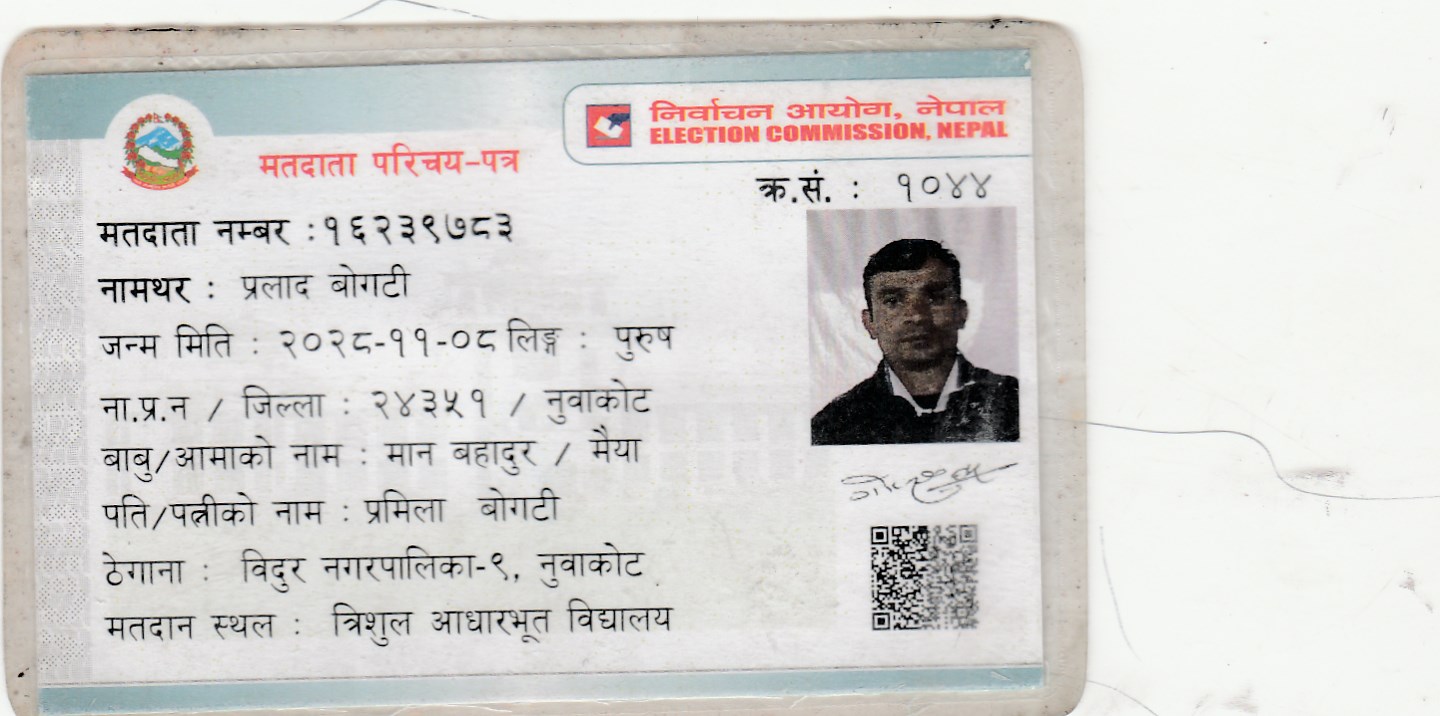 निर्वाचन आयोग, नेपाल
ELECTION COMMISSION, NEPAL
मतदाता परिचय-पत्र
क्र.सं. : १०४४
मतदाता नम्बर :१६२३९७८३
नामथर : प्रलाद बोगटी
जन्म मिति : २०२८-११-०८ लिङ्ग : पुरुष
ना.प्र.न / जिल्ला : २४३५१ / नुवाकोट
बाबु/आमाको नाम : मान बहादुर / मैया
पति/पत्नीको नाम : प्रमिला बोगटी
ठेगाना : विदुर नगरपालिका-९, नुवाकोट
मतदान स्थल : त्रिशुल आधारभूत विद्यालय